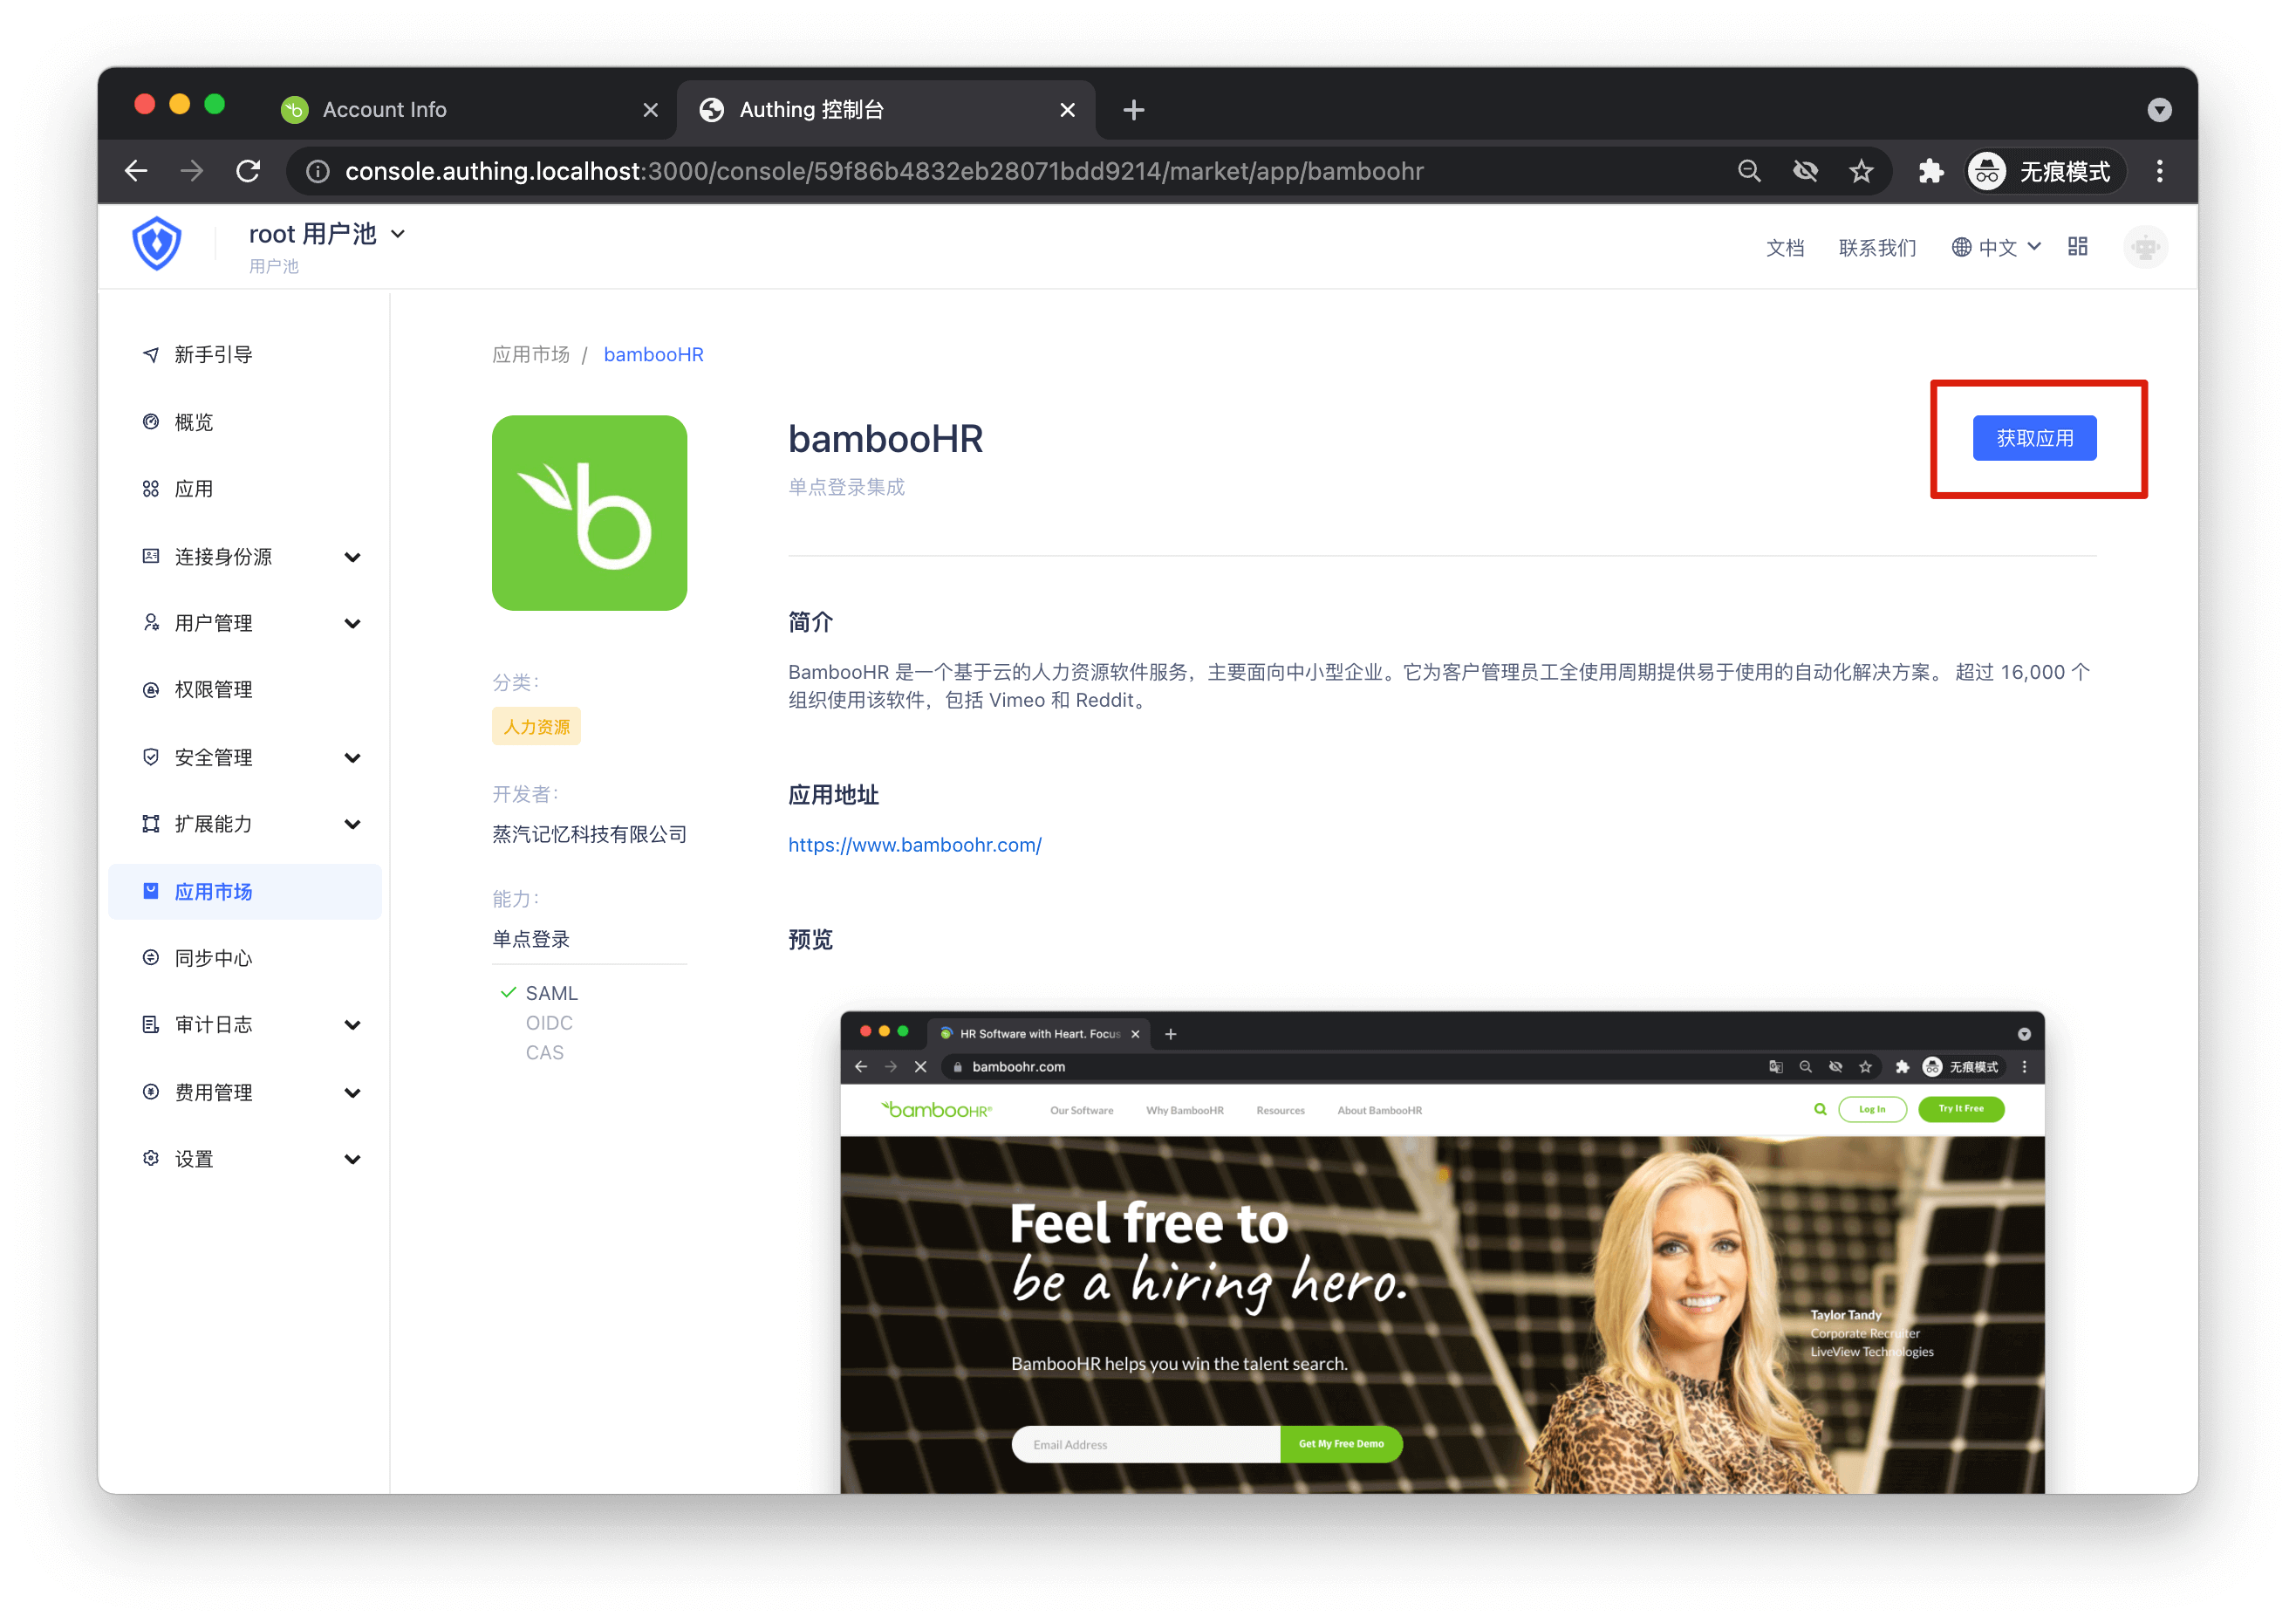 Account Info
Authing 控制台
console.authing.localhost:3000/console/59f86b4832eb28071bdd9214/market/app/bamboohr
无痕模式
root 用户池
用户池
文档
联系我们
中文
新手引导
概览
应用
连接身份源
用户管理
权限管理
安全管理
扩展能力
应用市场
同步中心
审计日志
费用管理
设置
应用市场 / bambooHR
bambooHR
单点登录集成
获取应用
分类：
人力资源
开发者：
蒸汽记忆科技有限公司
能力：
单点登录
SAML
OIDC
CAS
简介
BambooHR 是一个基于云的人力资源软件服务，主要面向中小型企业。它为客户管理员工全使用周期提供易于使用的自动化解决方案。 超过 16,000 个
组织使用该软件，包括 Vimeo 和 Reddit。
应用地址
https://www.bamboohr.com/
预览
HR Software with Heart. Focus
bamboohr.com
无痕模式
bambooHR®
Our Software
Why BambooHR
Resources
About BambooHR
Log In
Try It Free
Feel free to
be a hiring hero.
BambooHR helps you win the talent search.
Email Address
Get My Free Demo
Taylor Tandy
Corporate Recruiter
LiveView Technologies